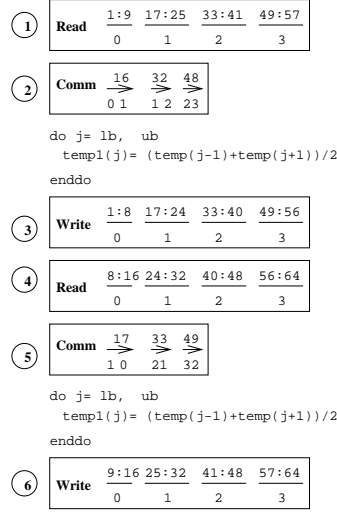 1 Read 1:9 17:25 33:41 49:57
0 1 2 3
2 Comm 16 32 48
0 1 1 2 23
do j= lb, ub
temp1(j)= (temp(j-1)+temp(j+1))/2
enddo
3 Write 1:8 17:24 33:40 49:56
0 1 2 3
4 Read 8:16 24:32 40:48 56:64
0 1 2 3
5 Comm 17 33 49
1 0 21 32
do j= lb, ub
temp1(j)= (temp(j-1)+temp(j+1))/2
enddo
6 Write 9:16 25:32 41:48 57:64
0 1 2 3